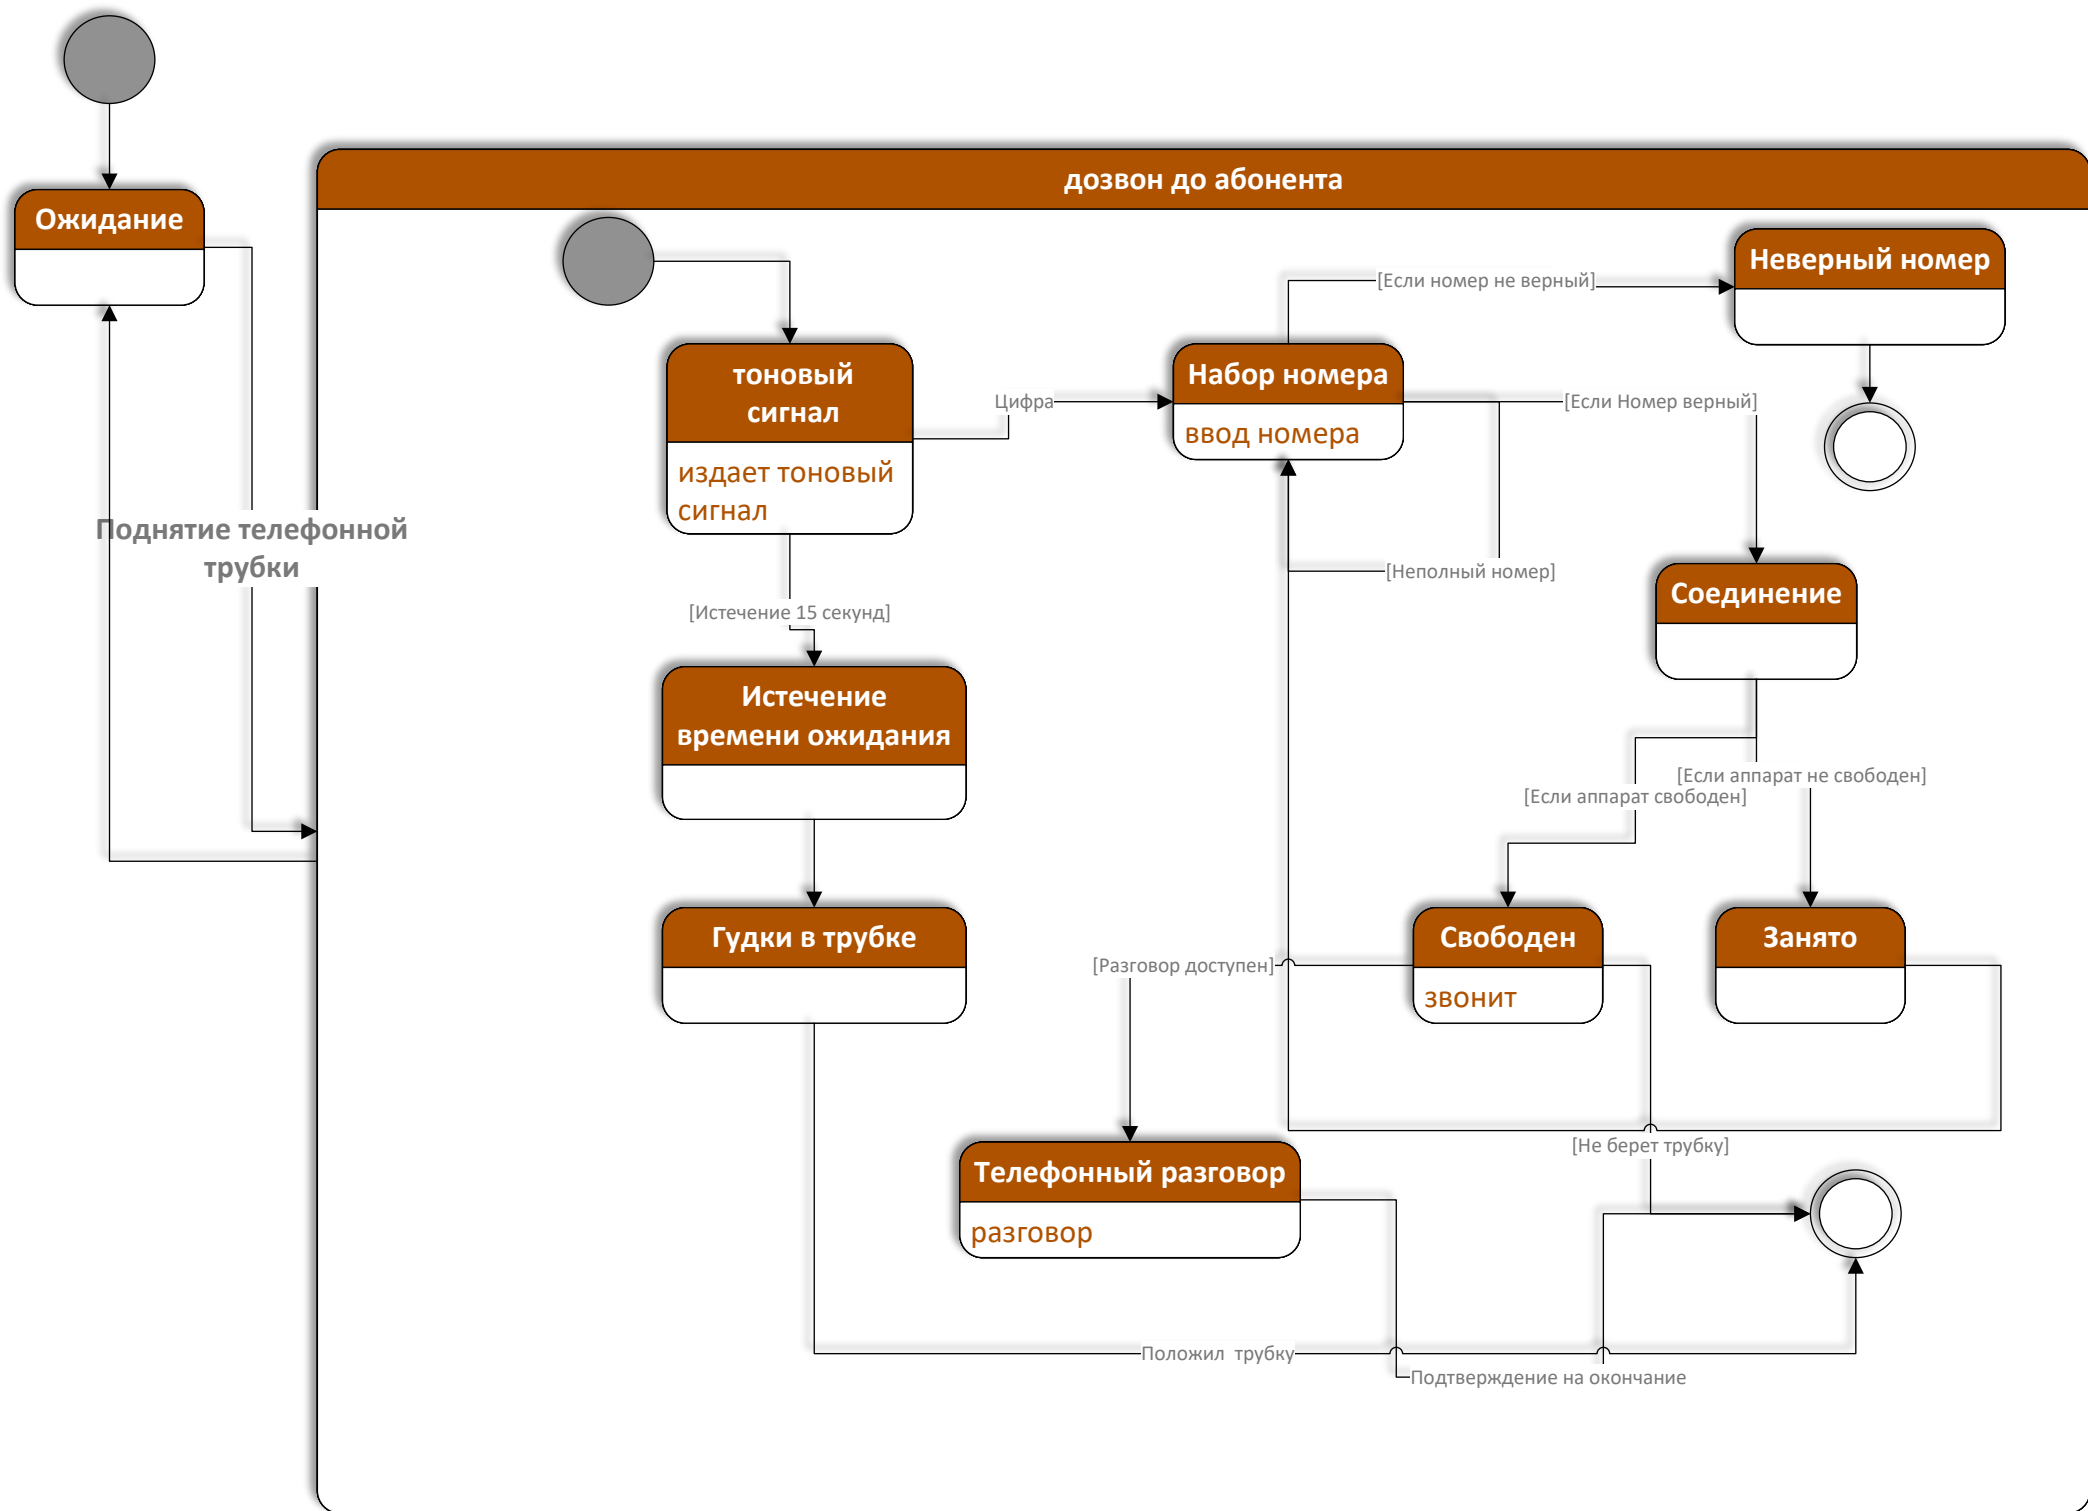 дозвон до абонента
Ожидание
Неверный номер
[Если номер не верный]
тоновый
сигнал
издает тоновый
сигнал
Цифра
Набор номера
ввод номера
[Если Номер верный]
Поднятие телефонной
трубки
[Неполный номер]
Соединение
[Истечение 15 секунд]
Истечение
времени ожидания
[Если аппарат не свободен]
[Если аппарат свободен]
Гудки в трубке
Свободен
звонит
Занято
[Разговор доступен]
[Не берет трубку]
Телефонный разговор
разговор
Положил  трубку
Подтверждение на окончание